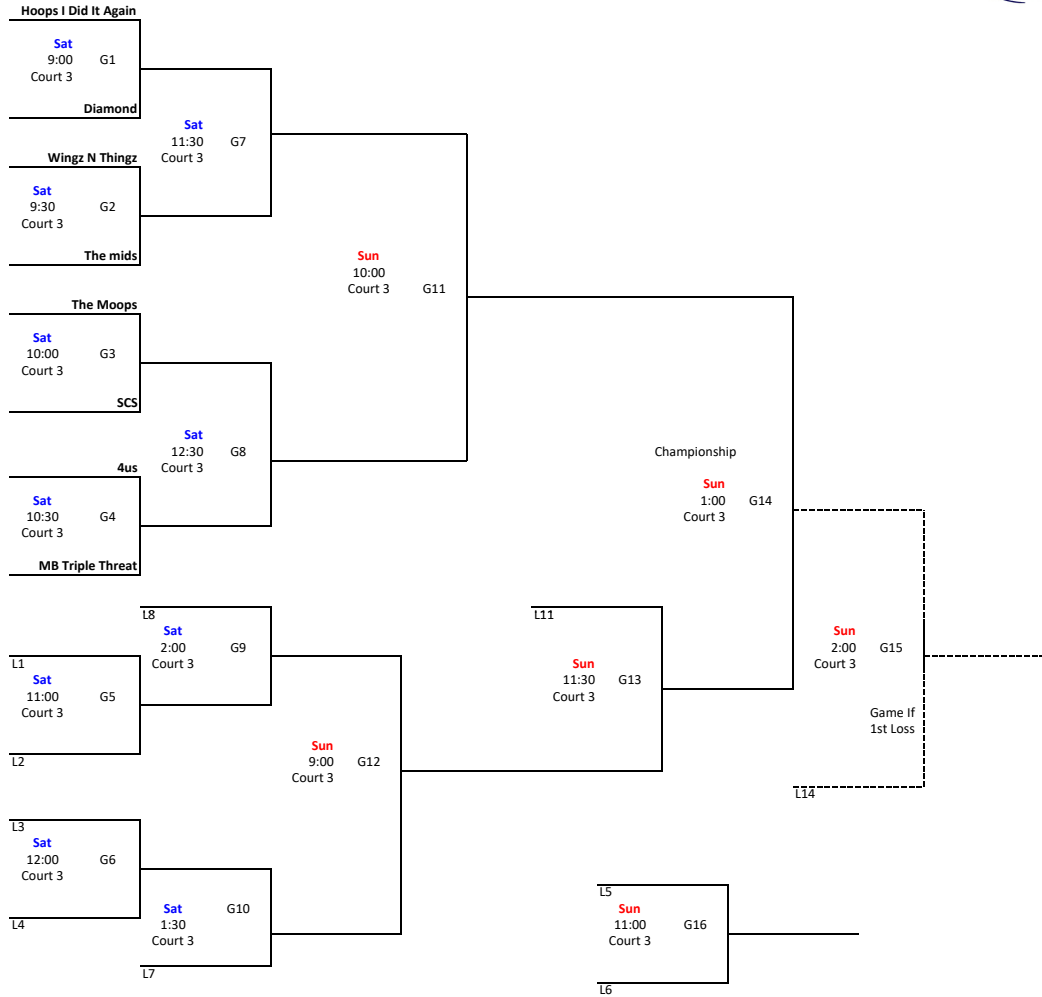 Hoops I Did It Again
Sat
9:00 G1
Court 3
Diamond
Sat
11:30 G7
Court 3
Wingz N Thingz
Sat
9:30 G2
Court 3
The mids
Sun
10:00
Court 3 G11
The Moops
Sat
10:00 G3
Court 3
SCS
Sat
12:30 G8
Court 3
4us
Sat
10:30 G4
Court 3
MB Triple Threat
Championship
Sun
1:00 G14
Court 3
L8
Sat
2:00 G9
Court 3
L1
Sat
11:00 G5
Court 3
L2
L11
Sun
11:30 G13
Court 3
Sun
2:00 G15
Court 3
Game If
1st Loss
L14
Sun
9:00 G12
Court 3
L3
Sat
12:00 G6
Court 3
L4
Sat G10
1:30
Court 3
L7
L5
Sun
11:00 G16
Court 3
L6